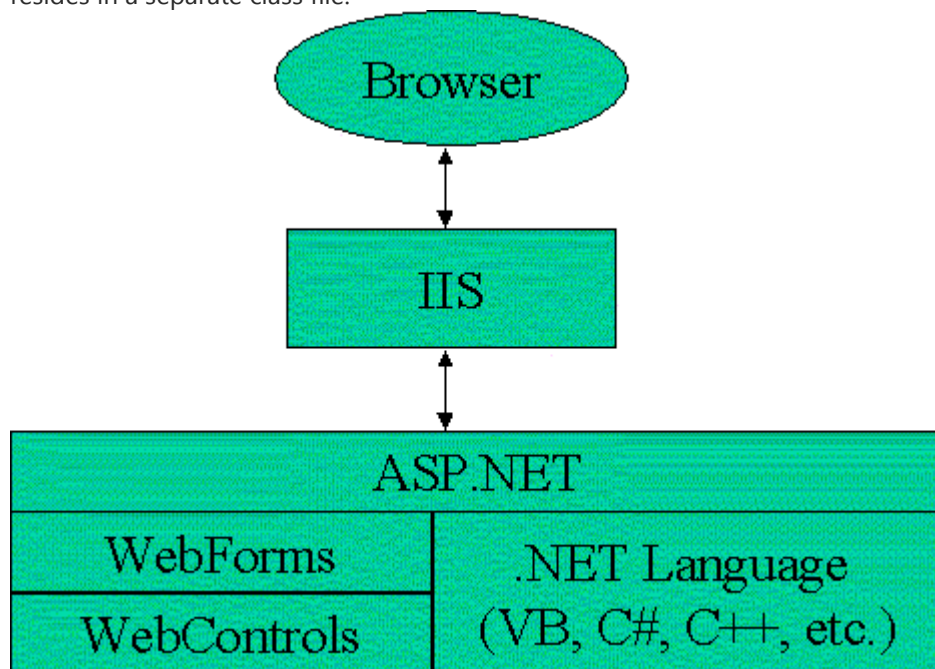 resides in a separate class file.
Browser
IIS
ASP.NET
WebForms
WebControls
.NET Language
(VB, C#, C++, etc.)